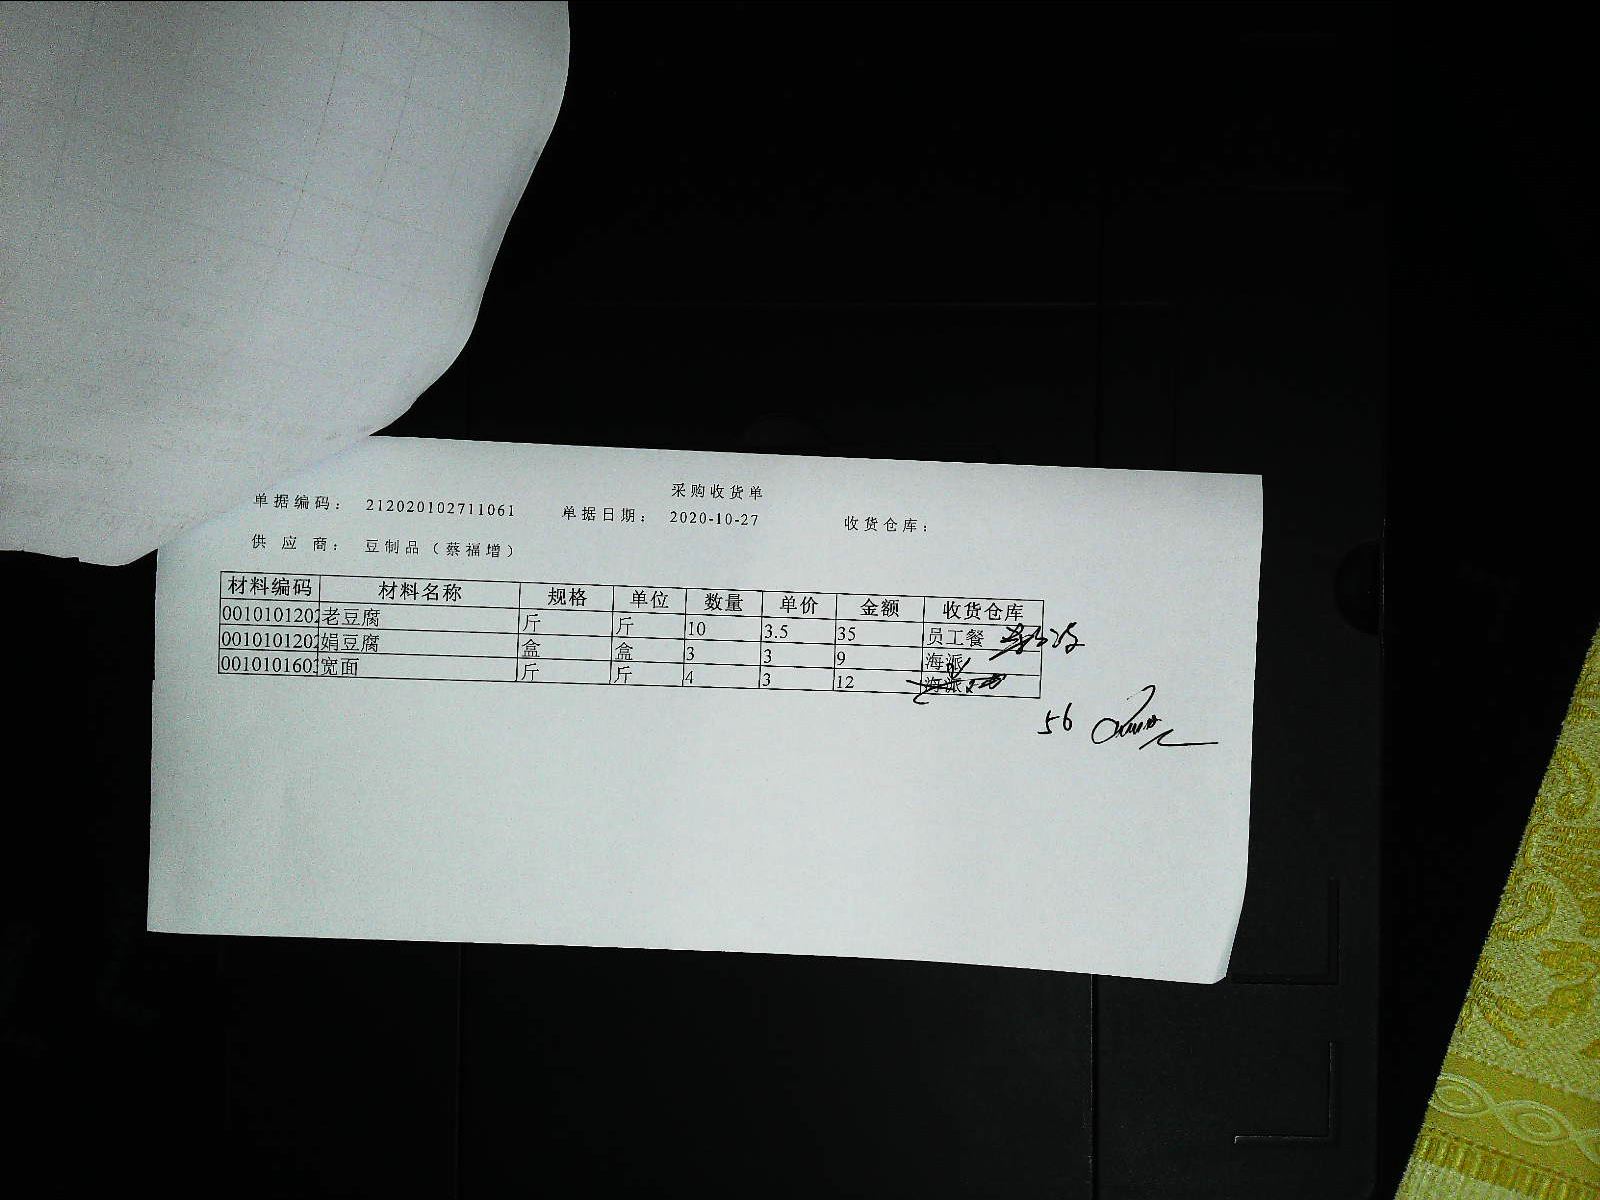 采购收货单
单据编码： 212020102711061 单据日期： 2020-10-27 收货仓库：
供 应 商： 豆制品（蔡福增）
材料编码 材料名称 规格 单位 数量 单价 金额 收货仓库
0010101202 老豆腐 斤 斤 10 3.5 35 员工餐
0010101202 娟豆腐 盒 盒 3 3 9 海派
001010160 宽面 斤 斤 4 3 12 海派
56